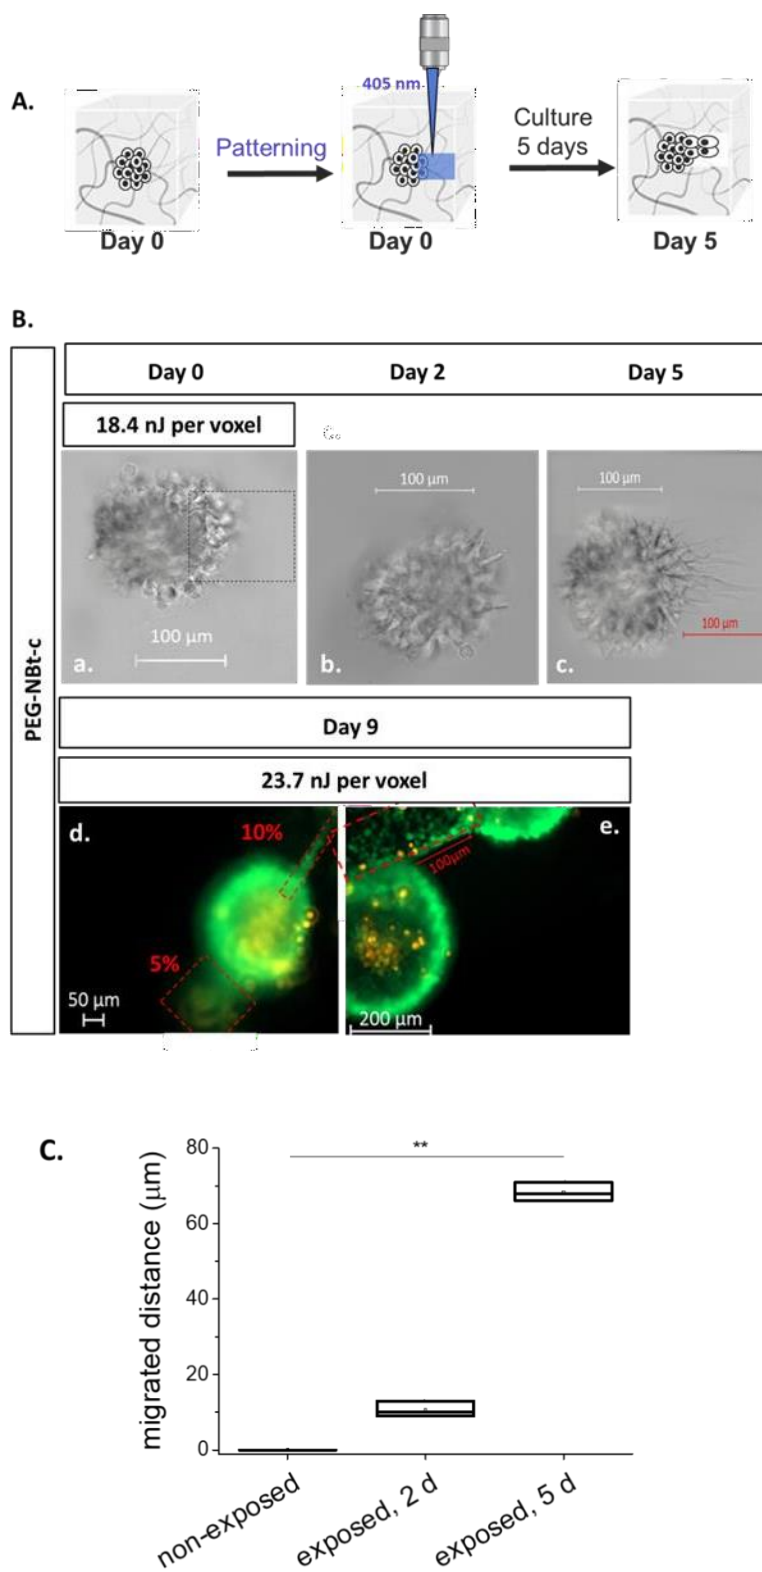 A.
405 nm
Patterning
Culture
5 days
Day 0
Day 0
Day 5
B.
PEG-NBt-c
Day 0
Day 2
Day 5
18.4 nJ per voxel
100 µm
a.
100 µm
b.
100 µm
100 µm
c.
Day 9
23.7 nJ per voxel
d.
10%
5%
50 µm
e.
100µm
200 µm
C.
migrated distance (µm)
80
60
40
20
0
**
non-exposed
exposed, 2 d
exposed, 5 d